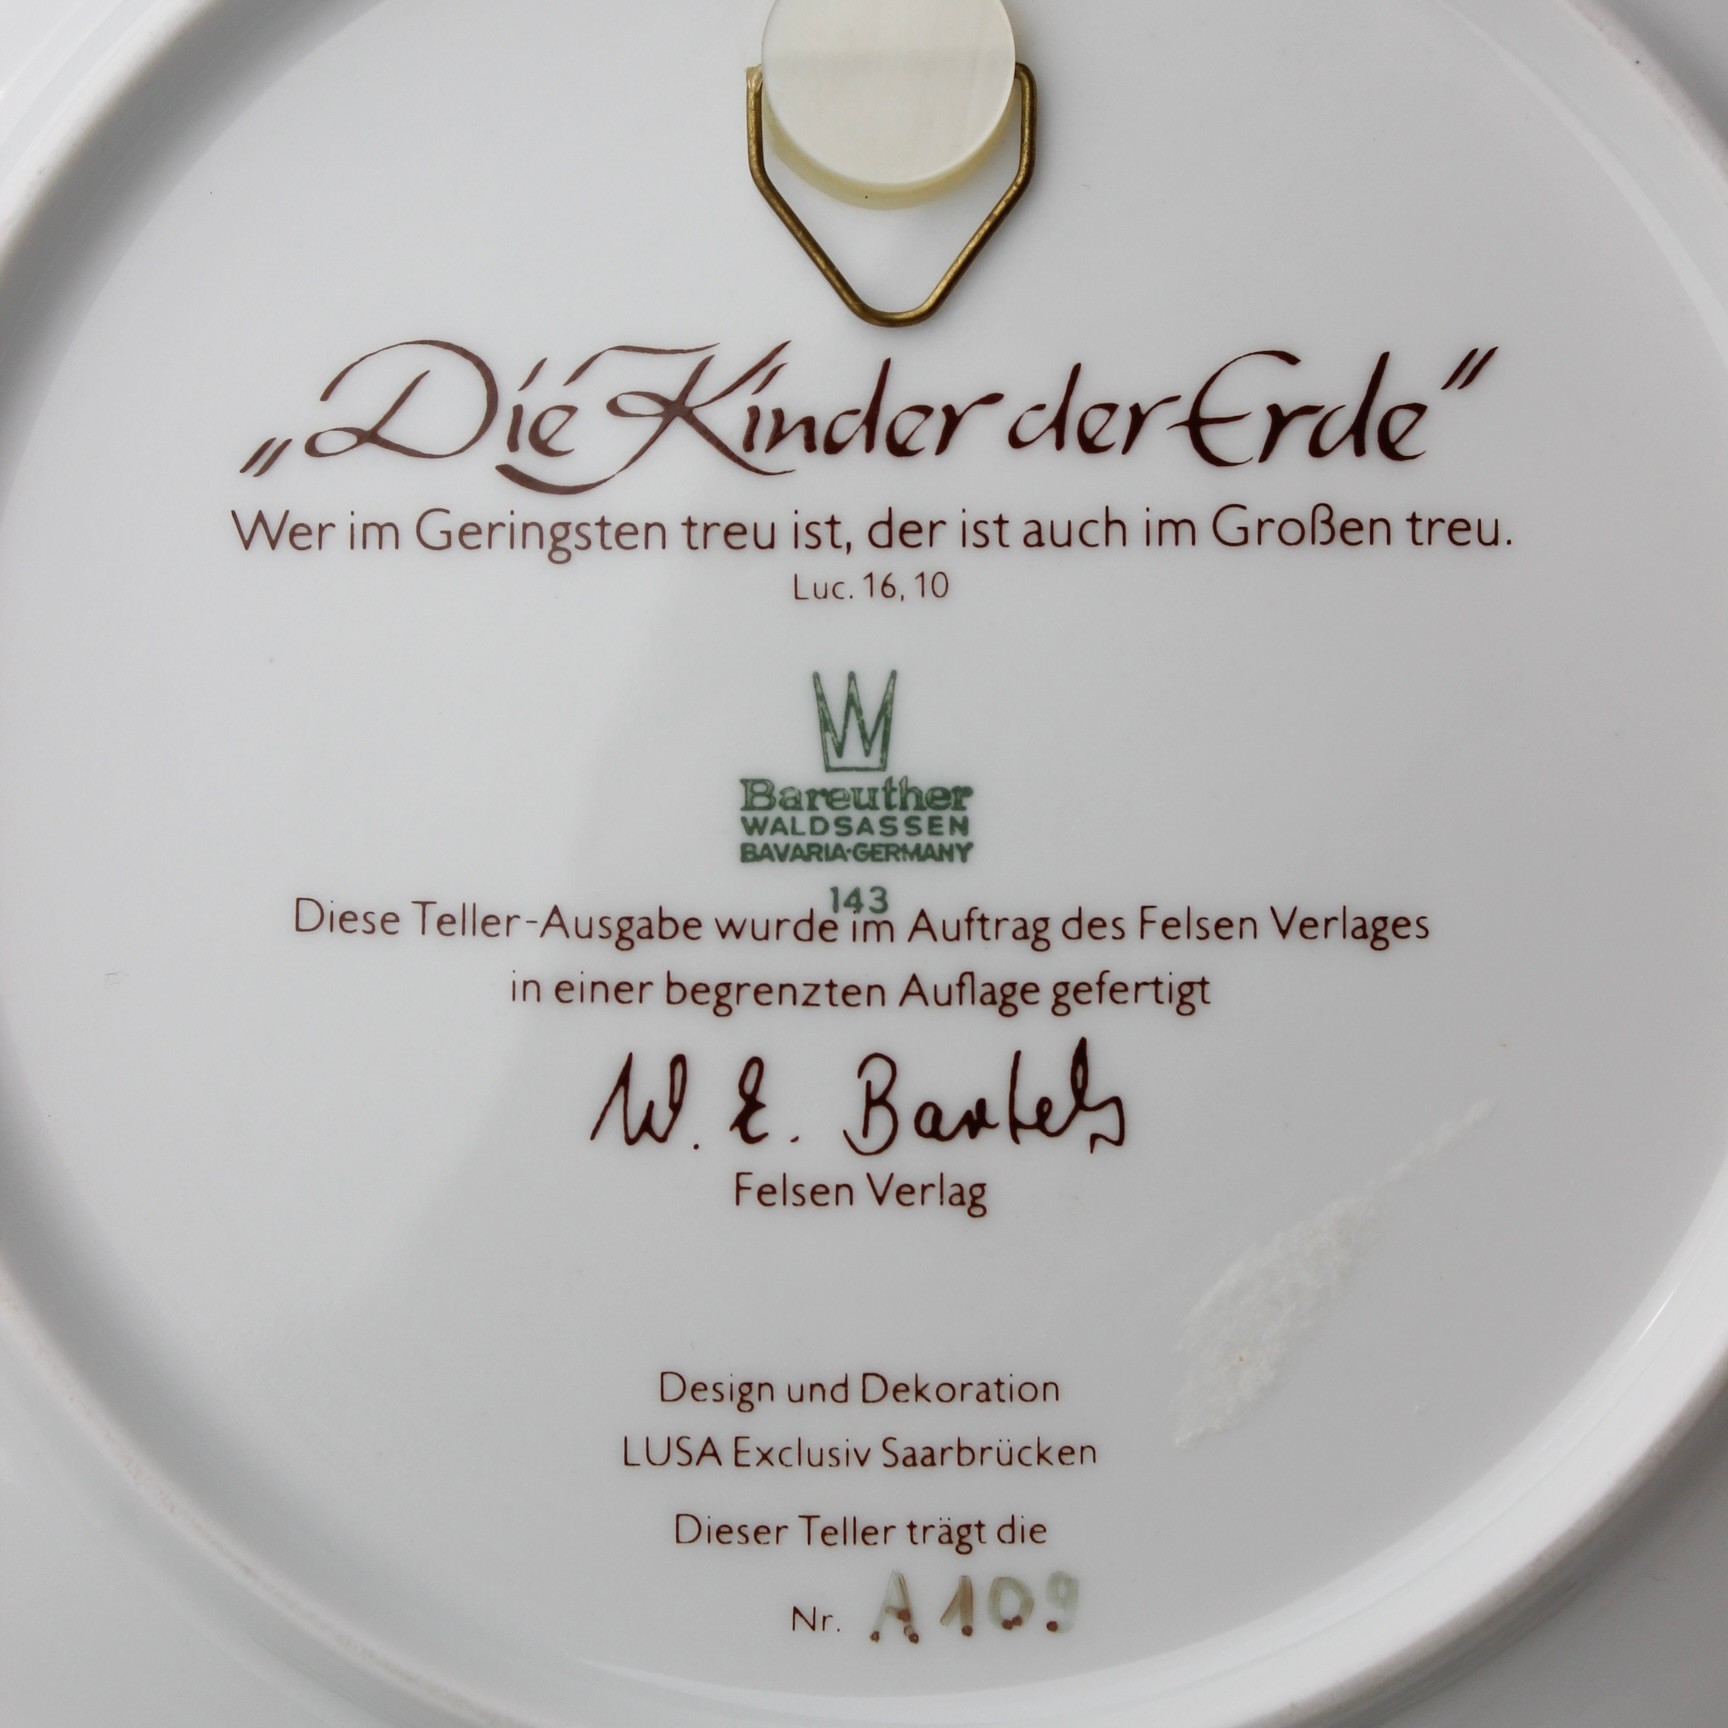 „Die Kinder der Erde"
Wer im Geringsten treu ist, der ist auch im Großen treu.
Luc. 16, 10
Bareuther
WALDSASSEN
BAVARIA·GERMANY
143
Diese Teller-Ausgabe wurde im Auftrag des Felsen Verlages
in einer begrenzten Auflage gefertigt
W. E. Bartels
Felsen Verlag
Design und Dekoration
LUSA Exclusiv Saarbrücken
Dieser Teller trägt die
Nr. A109